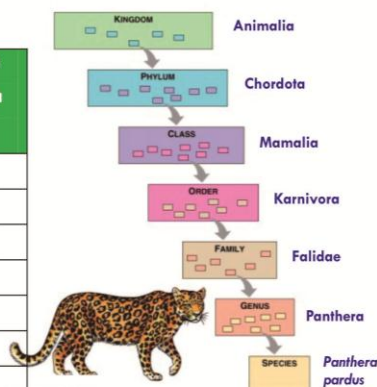 KINGDOM
Animalia
PHYLUM
Chordota
CLASS
Mamalia
ORDER
Karnivora
FAMILY
Falidae
GENUS
Panthera
SPECIES
Panthera
pardus